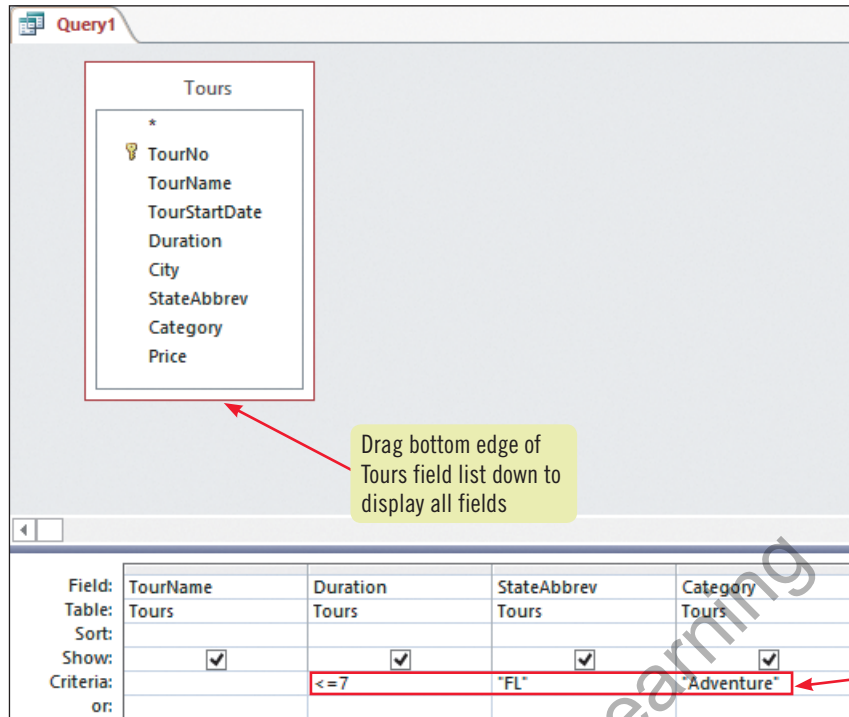 Query1
Tours
*
TourNo
TourName
TourStartDate
Duration
City
StateAbbrev
Category
Price
Drag bottom edge of
Tours field list down to
display all fields
Field: TourName Duration StateAbbrev Category
Table: Tours Tours Tours Tours
Sort:
Show:
Criteria: <=7 "FL" "Adventure"
or:
earning